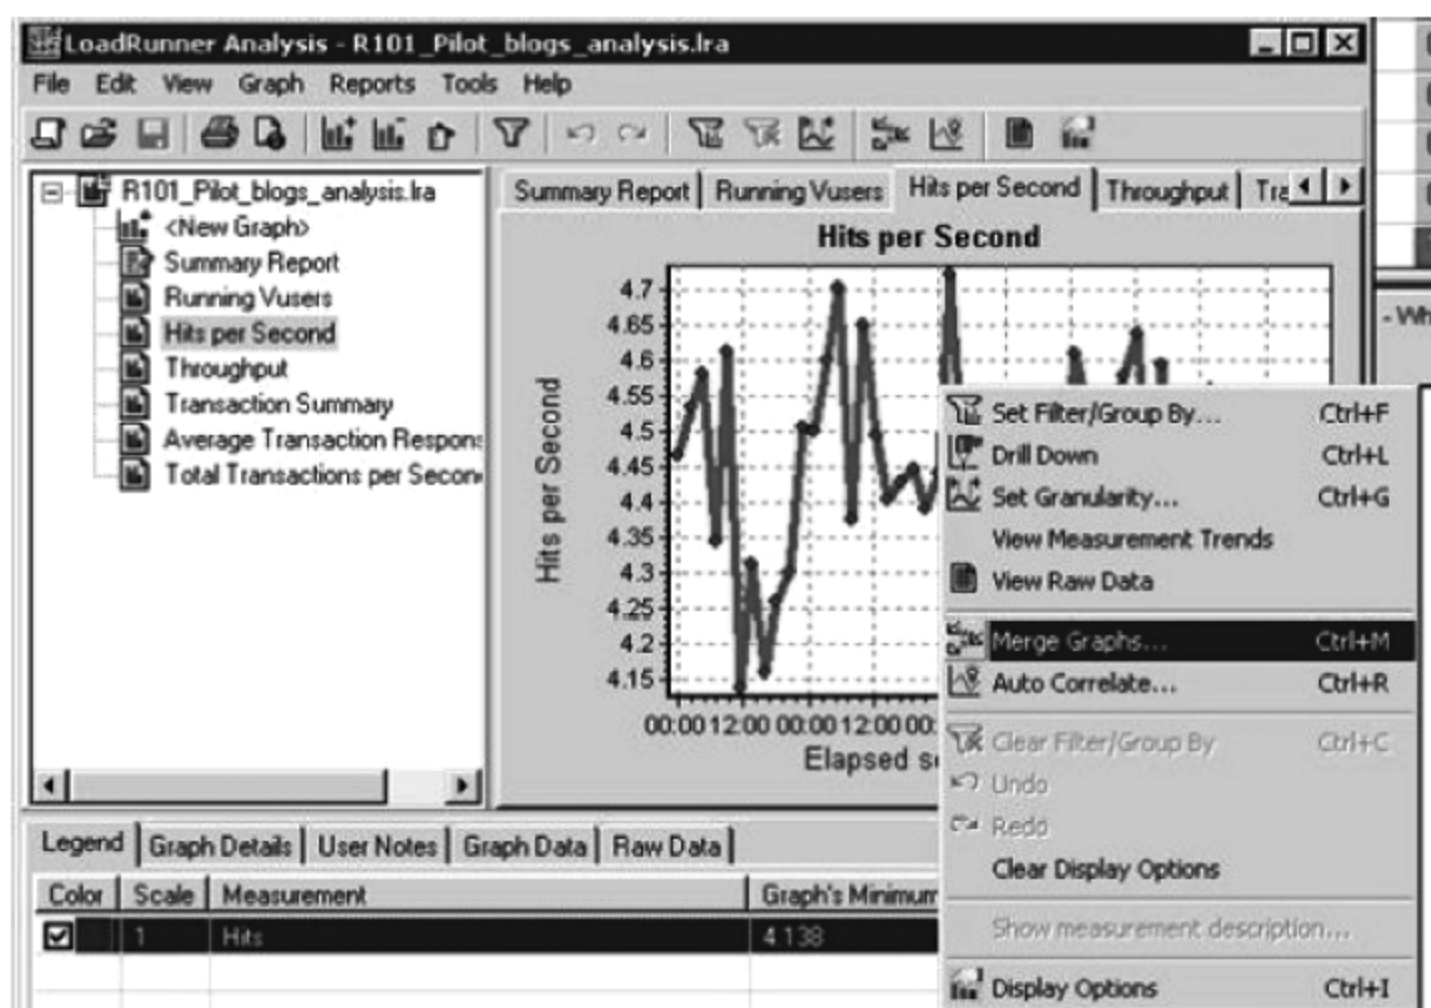 LoadRunner Analysis - R101_Pilot_blogs_analysis.lra
File Edit View Graph Reports Tools Help
R101_Pilot_blogs_analysis.lra
<New Graph>
Summary Report
Running Vusers
Hits per Second
Throughput
Transaction Summary
Average Transaction Respons
Total Transactions per Secon
Summary Report Running Vusers Hits per Second Throughput Tra
Hits per Second
Hits per Second
4.7
4.65
4.6
4.55
4.5
4.45
4.4
4.35
4.3
4.25
4.2
4.15
00:00 12:00 00:00 12:00 00:
Elapsed s
- Wh
Set Filter/Group By... Ctrl+F
Drill Down Ctrl+L
Set Granularity... Ctrl+G
View Measurement Trends
View Raw Data
Merge Graphs... Ctrl+M
Auto Correlate... Ctrl+R
Clear Filter/Group By Ctrl+C
Undo
Redo
Clear Display Options
Show measurement description...
Display Options Ctrl+I
Legend Graph Details User Notes Graph Data Raw Data
Color Scale Measurement Graph's Minimum
1 Hits 4.138